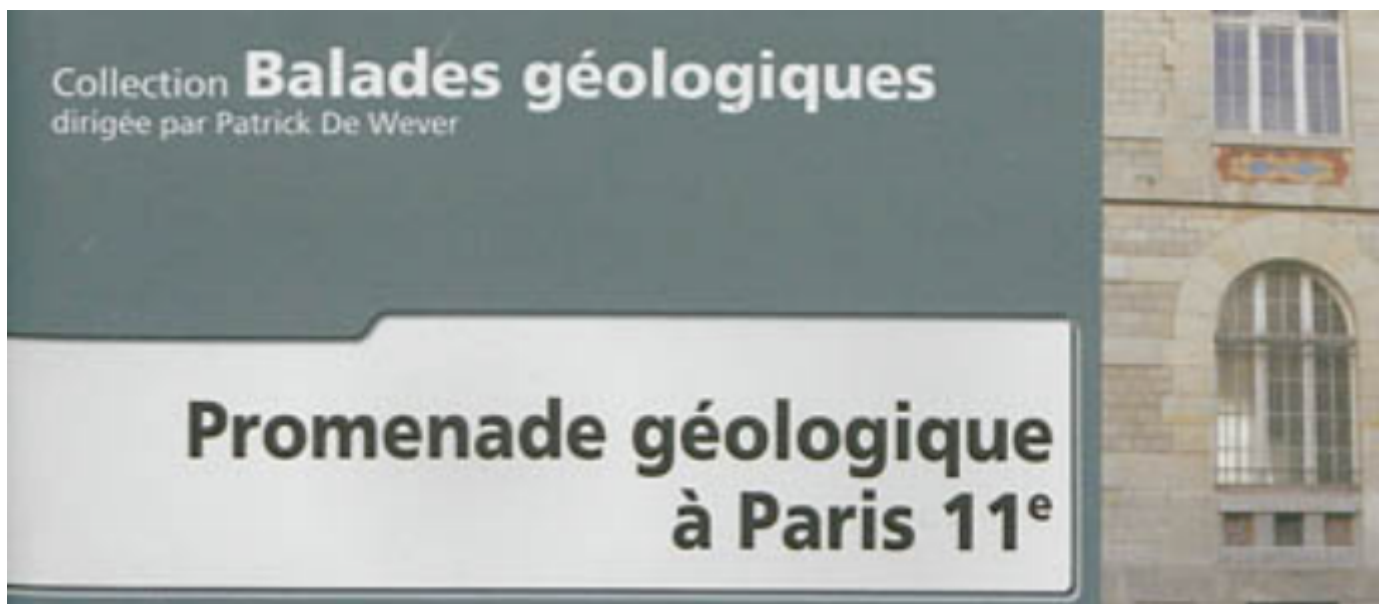 Collection Balades géologiques
dirigée par Patrick De Wever
Promenade géologique
à Paris 11e